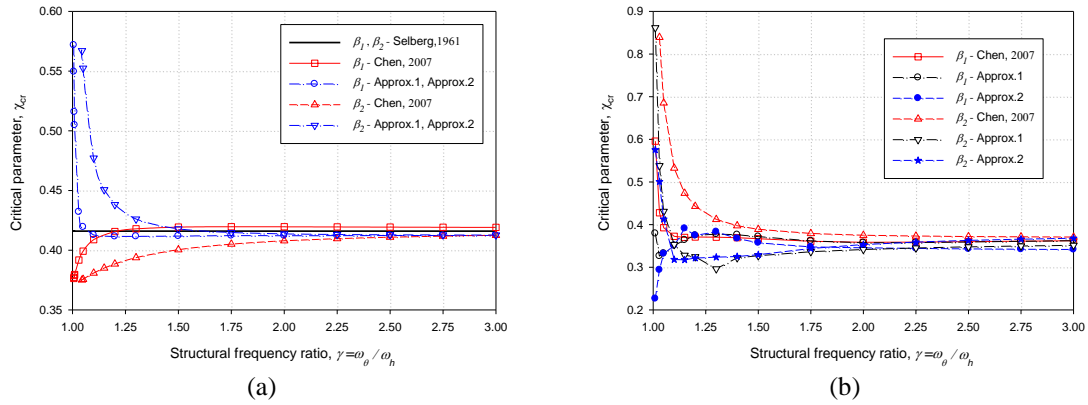 0.60
0.55
0.50
0.45
0.40
0.35
Critical parameter, χcr
β1 , β2 - Selberg,1961
β1 - Chen, 2007
β1 - Approx.1, Approx.2
β2 - Chen, 2007
β2 - Approx.1, Approx.2
1.00 1.25 1.50 1.75 2.00 2.25 2.50 2.75 3.00
Structural frequency ratio, γ=ωθ / ωh
(a)
0.9
0.8
0.7
0.6
0.5
0.4
0.3
0.2
Critical parameter, χcr
β1 - Chen, 2007
β1 - Approx.1
β1 - Approx.2
β2 - Chen, 2007
β2 - Approx.1
β2 - Approx.2
1.00 1.25 1.50 1.75 2.00 2.25 2.50 2.75 3.00
Structural frequency ratio, γ=ωθ / ωh
(b)